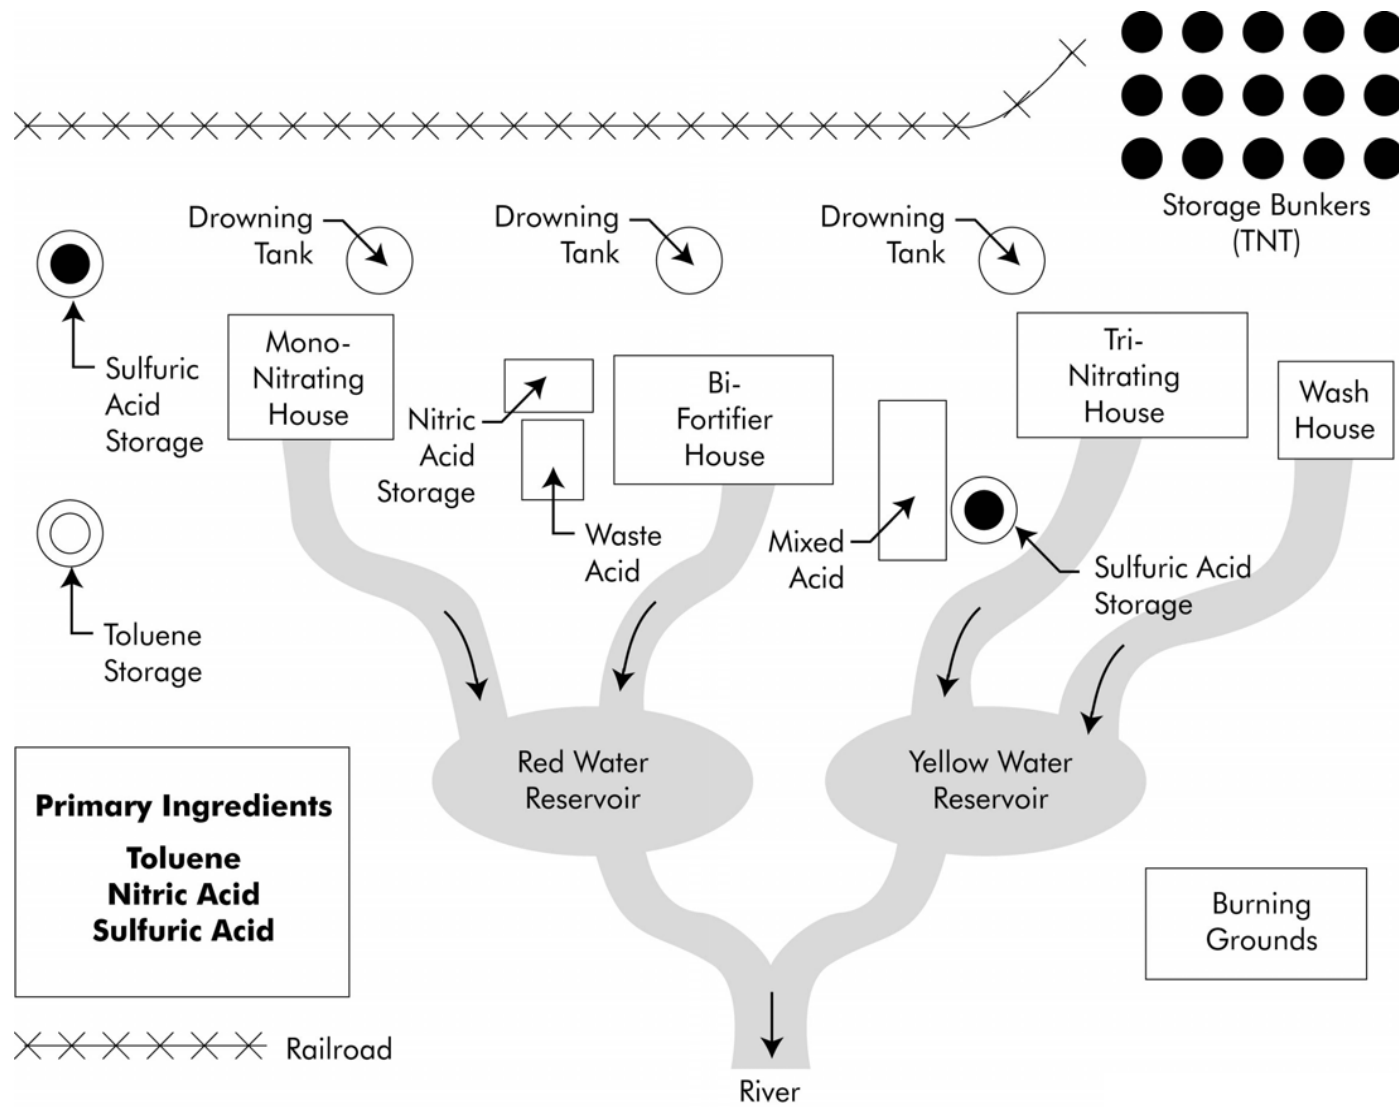 Storage Bunkers
(TNT)
Drowning
Tank
Drowning
Tank
Drowning
Tank
Sulfuric
Acid
Storage
Mono-
Nitrating
House
Nitric
Acid
Storage
Waste
Acid
Bi-
Fortifier
House
Mixed
Acid
Tri-
Nitrating
House
Wash
House
Sulfuric Acid
Storage
Toluene
Storage
Red Water
Reservoir
Yellow Water
Reservoir
Primary Ingredients
Toluene
Nitric Acid
Sulfuric Acid
Burning
Grounds
Railroad
River